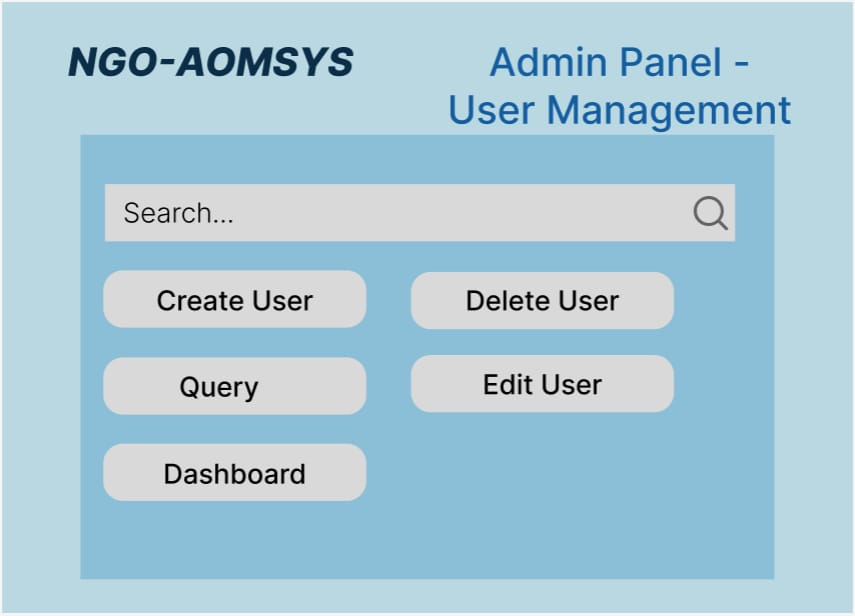 NGO-AOMSYS
Admin Panel -
User Management
Search...
Create User
Delete User
Query
Edit User
Dashboard